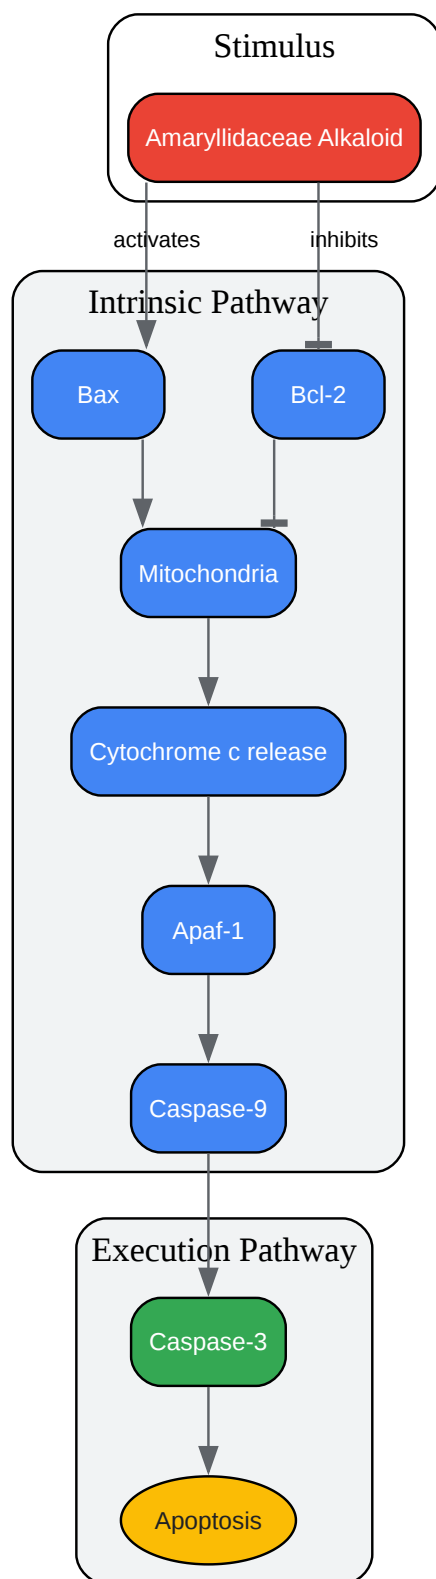 Stimulus
Amaryllidaceae Alkaloid
activates
inhibits
Intrinsic Pathway
Bax
Bcl-2
Mitochondria
Cytochrome c release
Apaf-1
Caspase-9
Execution Pathway
Caspase-3
Apoptosis